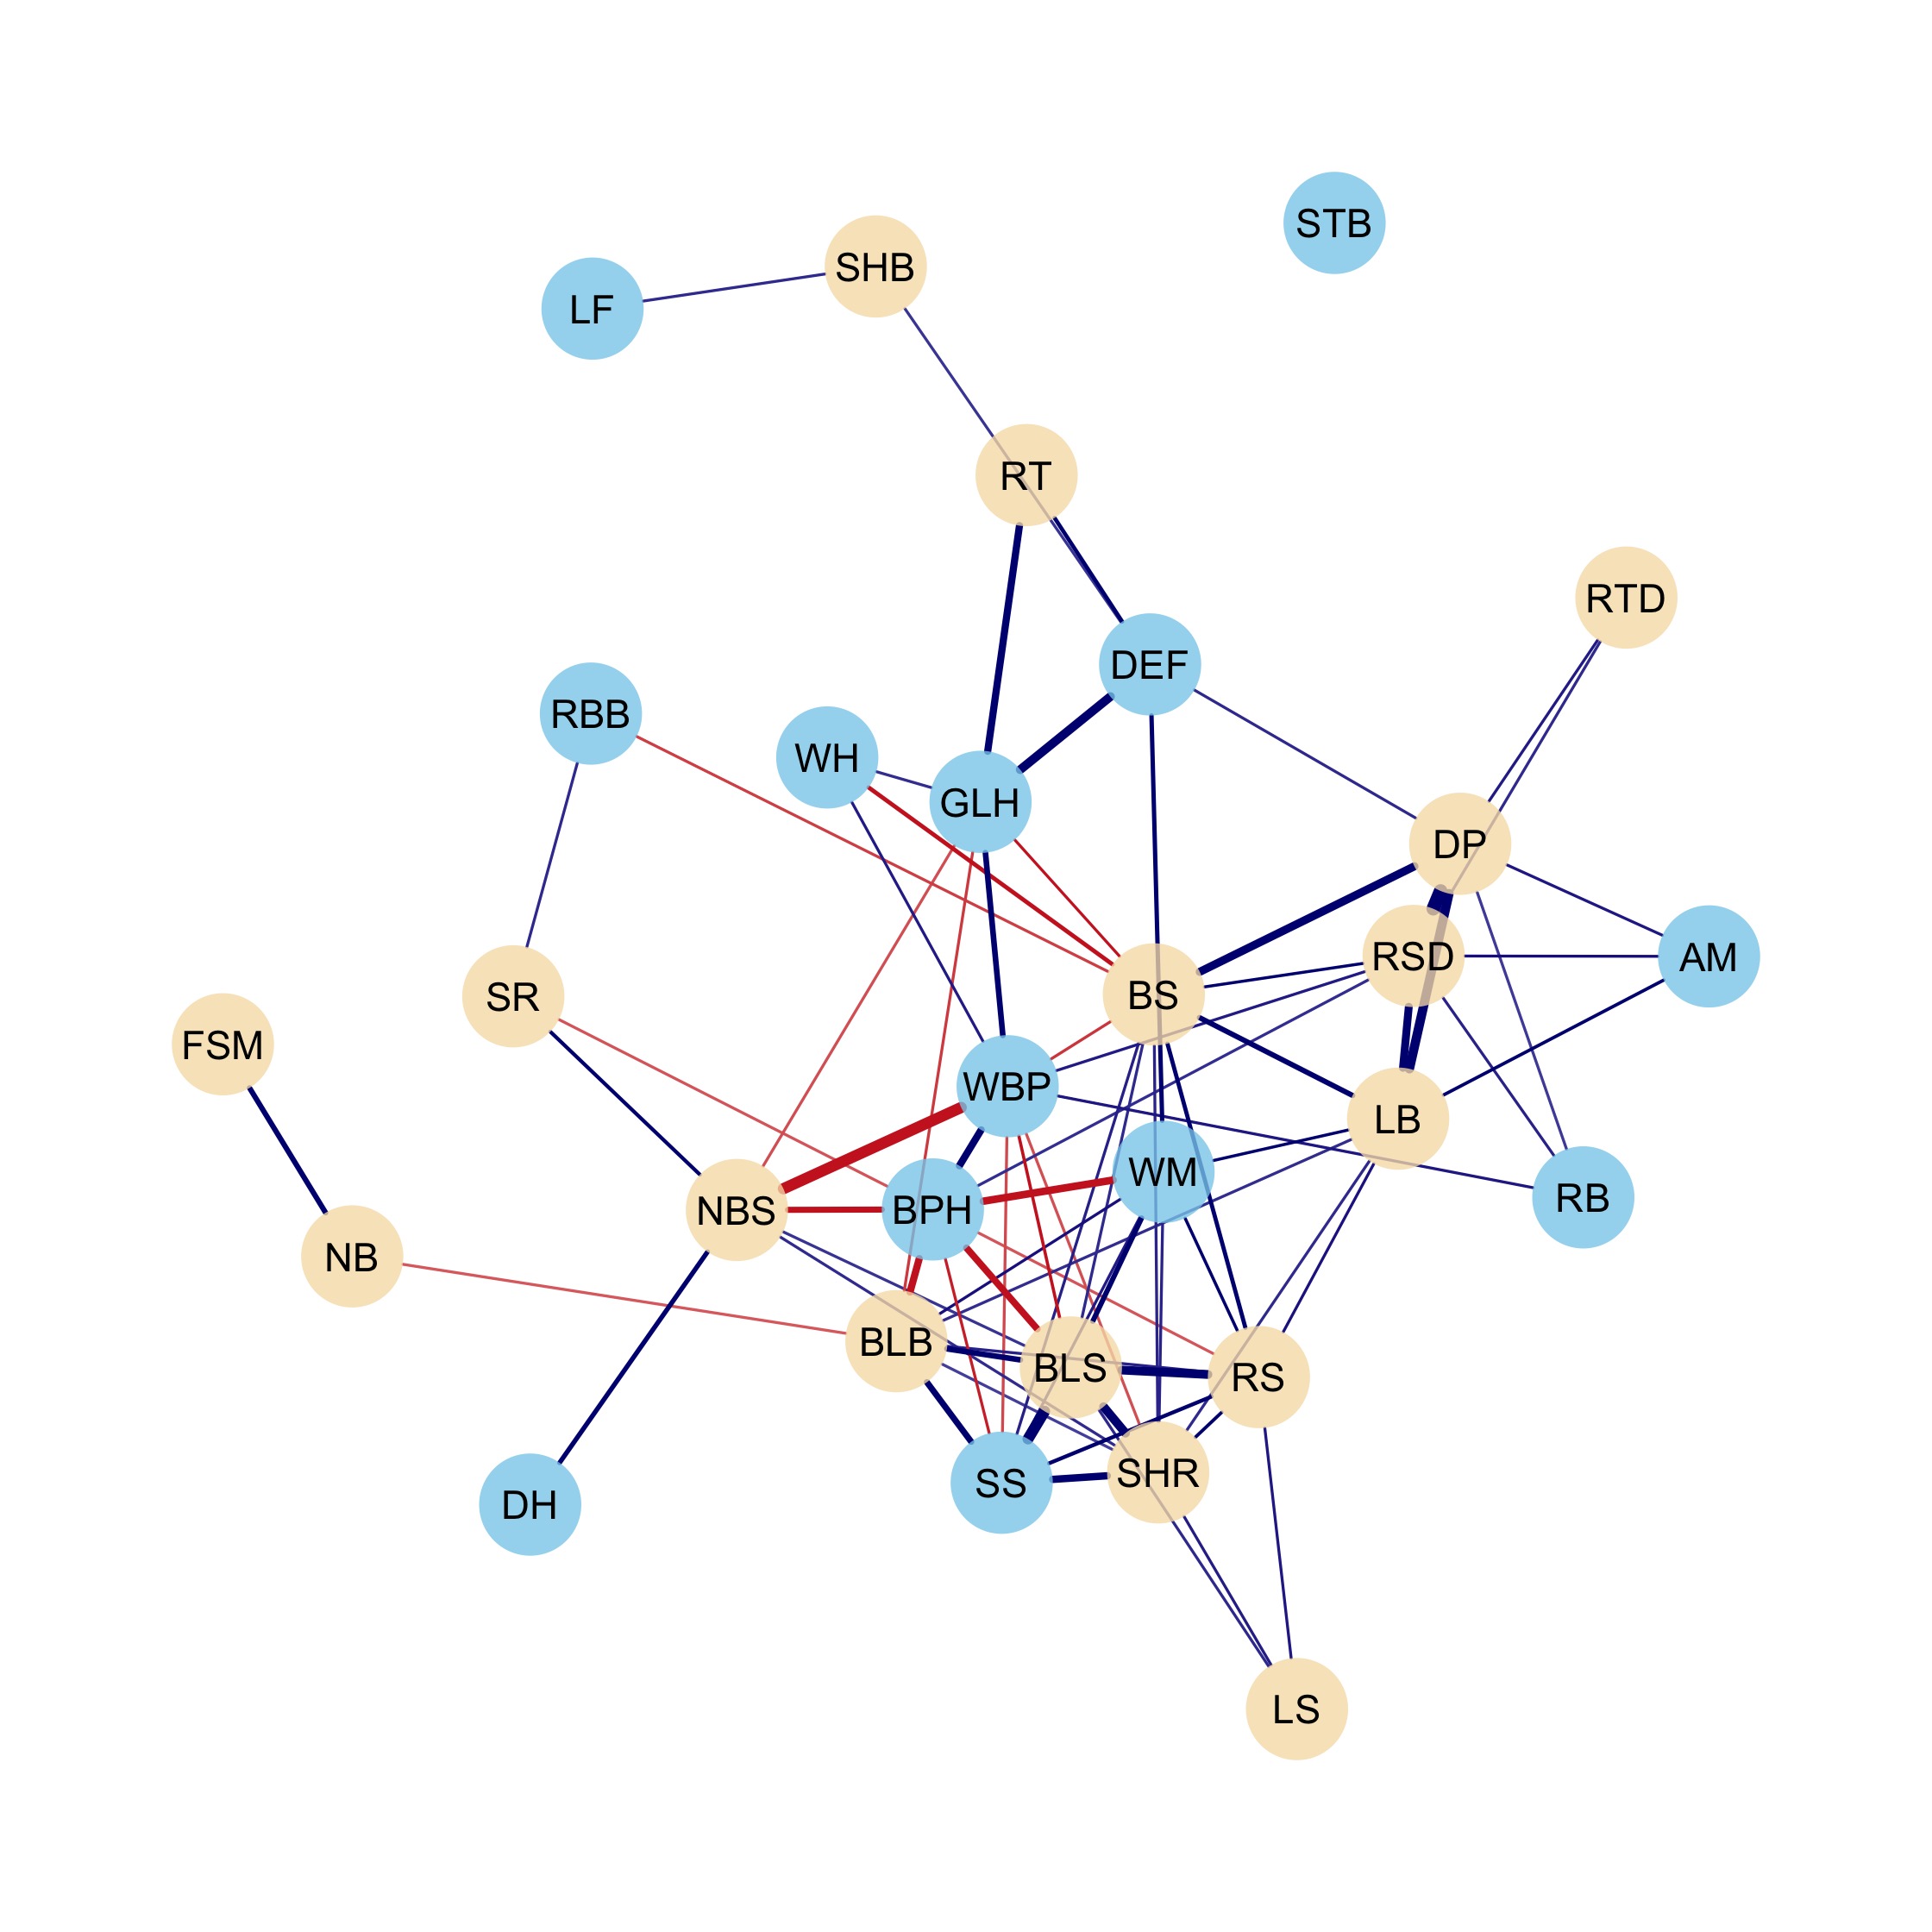 STB
SHB
LF
RT
RTD
DEF
RBB
WH
GLH
DP
RSD
AM
BS
SR
FSM
WBP
LB
WM
RB
NBS
BPH
NB
BLB
BLS
RS
SHR
SS
DH
LS